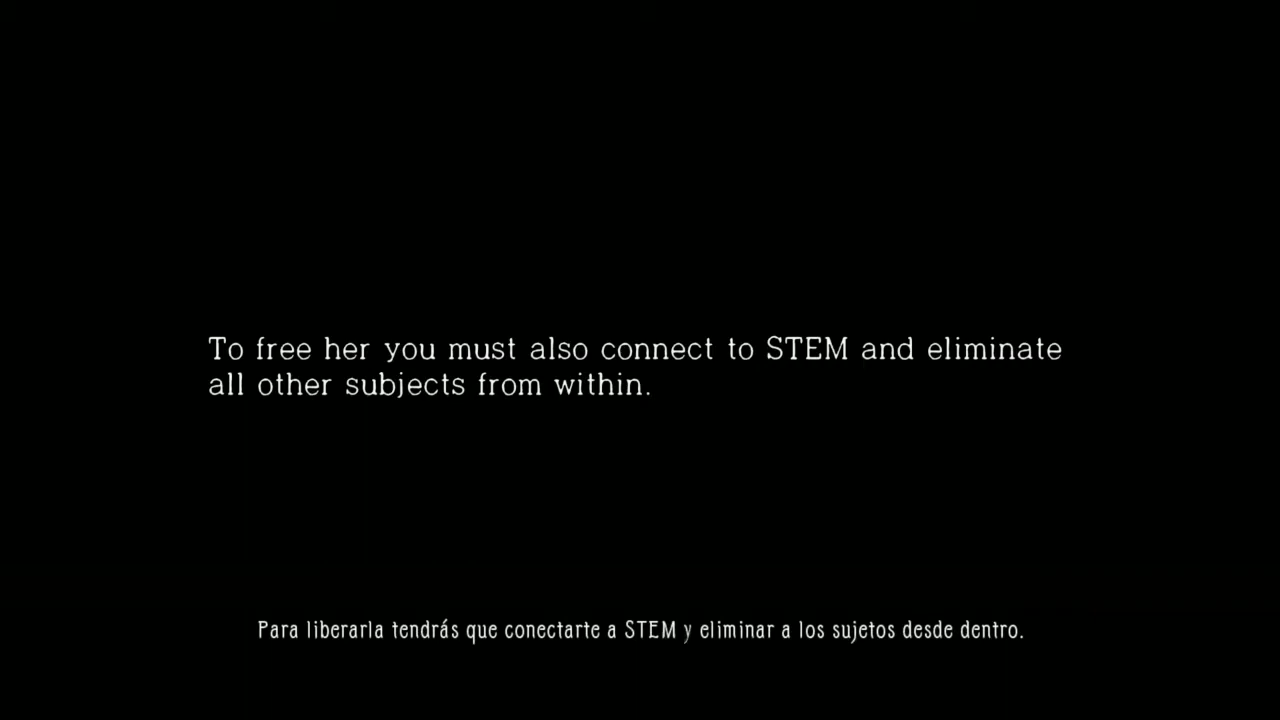 To free her you must also connect to STEM and eliminate
all other subjects from within.
Para liberarla tendrás que conectarte a STEM y eliminar a los sujetos desde dentro.